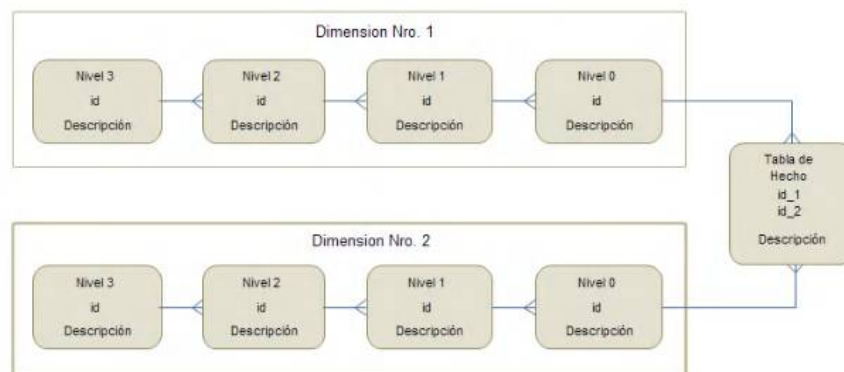 Dimension Nro. 1
Nivel 3
id
Descripción
Nivel 2
id
Descripción
Nivel 1
id
Descripción
Nivel 0
id
Descripción
Tabla de
Hecho
id_1
id_2
Descripción
Dimension Nro. 2
Nivel 3
id
Descripción
Nivel 2
id
Descripción
Nivel 1
id
Descripción
Nivel 0
id
Descripción